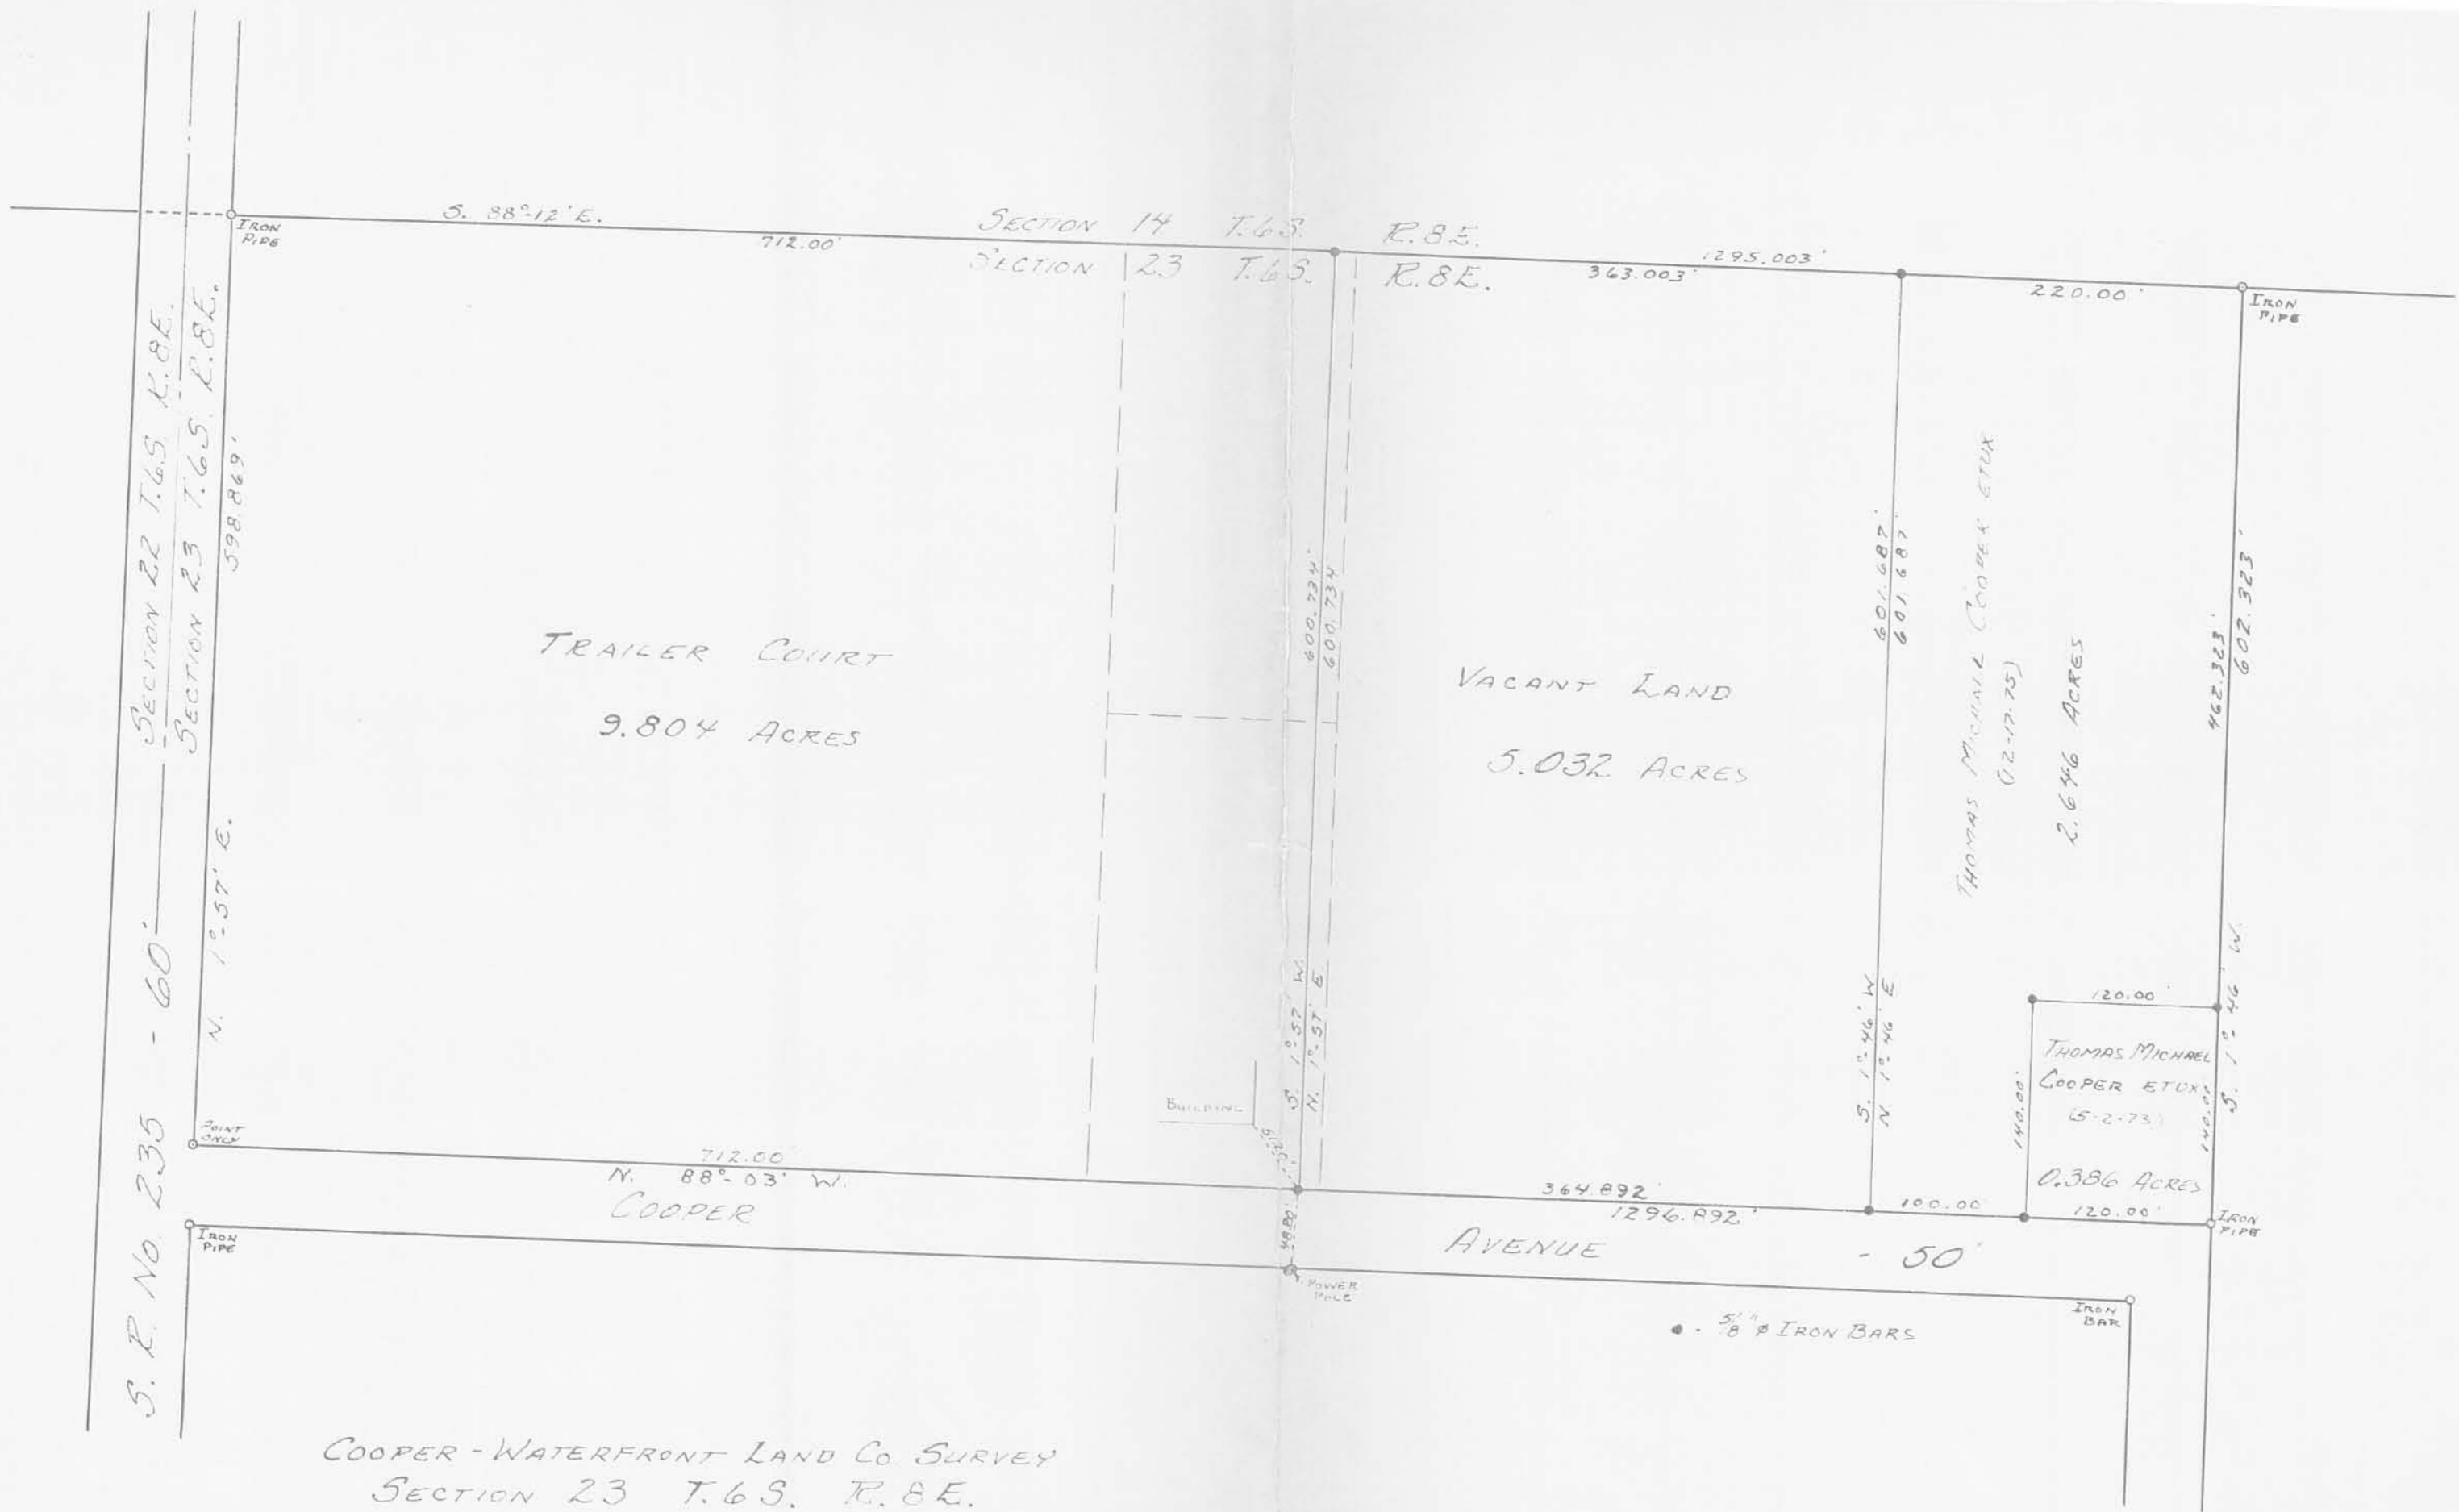 S. 88°-12' E.
712.00'
SECTION 14 T.6S. R.8E.
SECTION 23 T.6S. R.8E.
1295.003'
363.003'
220.00'
IRON
PIPE
IRON
PIPE
SECTION 22 T.6S. R.8E.
SECTION 23 T.6S. R.8E.
598.869'
N. 1°-57' E.
S. R. No. 235 - 60'
TRAILER COURT
9.804 ACRES
600.734'
600.734'
S. 1°-57' W.
N. 1°-57' E
VACANT LAND
5.032 ACRES
601.687'
601.687'
S. 1°-46' W
N. 1°-46' E
THOMAS MICHAEL COOPER ETUX
(12-17-75)
2.646 ACRES
462.323'
602.323'
S. 1°-46' W.
120.00'
140.00'
THOMAS MICHAEL
COOPER ETUX
(5-2-73)
0.386 ACRES
140.00'
BUILDING
POINT
ONLY
712.00'
N. 88°-03' W.
364.892'
1296.892'
100.00'
120.00'
IRON
PIPE
COOPER AVENUE - 50'
IRON
PIPE
48.80'
POWER
POLE
IRON
BAR
• - 5/8" ø IRON BARS
COOPER - WATERFRONT LAND CO SURVEY
SECTION 23 T.6S. R.8E.